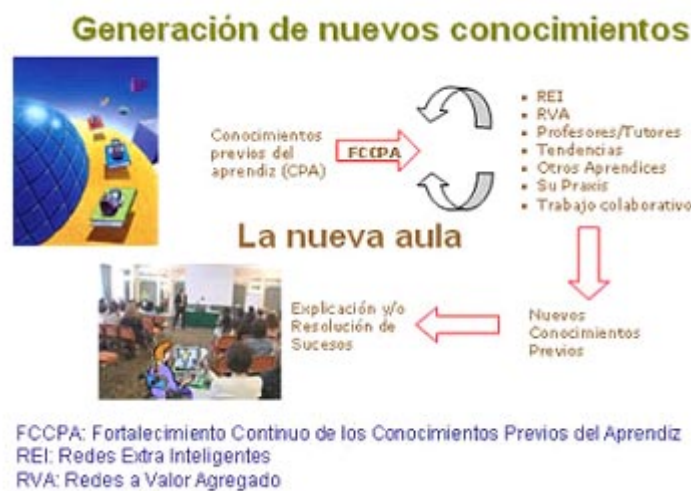 Generación de nuevos conocimientos
Conocimientos
previos del
aprendiz (CPA)
FCCPA
• REI
• RVA
• Profesores/Tutores
• Tendencias
• Otros Aprendices
• Su Praxis
• Trabajo colaborativo
La nueva aula
Explicación y/o
Resolución de
Sucesos
Nuevos
Conocimientos
Previos
FCCPA: Fortalecimiento Continuo de los Conocimientos Previos del Aprendiz
REI: Redes Extra Inteligentes
RVA: Redes a Valor Agregado